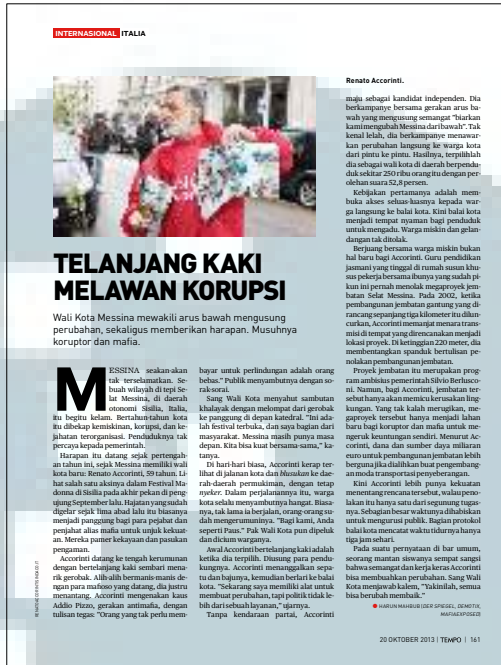 INTERNASIONAL ITALIA
TELANJANG KAKI
MELAWAN KORUPSI
Wali Kota Messina mewakili arus bawah mengusung
perubahan, sekaligus memberikan harapan. Musuhnya
koruptor dan mafia.
MESSINA seakan-akan
tak terselamatkan. Se-
buah wilayah di tepi Se-
lat Messina, di daerah
otonomi Sisilia, Italia,
itu begitu kelam. Bertahun-tahun kota
itu dibekap kemiskinan, korupsi, dan ke-
jahatan terorganisasi. Penduduknya tak
percaya kepada pemerintah.
Harapan itu datang sejak pertengah-
an tahun ini, sejak Messina memiliki wali
kota baru: Renato Accorinti, 59 tahun. Li-
hat salah satu aksinya dalam Festival Ma-
donna di Sisilia pada akhir pekan di peng-
ujung September lalu. Hajatan yang sudah
digelar sejak lima abad lalu itu biasanya
menjadi panggung bagi para pejabat dan
penjahat alias mafia untuk unjuk kekuat-
an. Mereka pamer kekayaan dan pasukan
pengaman.
Accorinti datang ke tengah kerumunan
dengan bertelanjang kaki sembari mena-
rik gerobak. Alih-alih bermanis-manis de-
ngan para mafioso yang datang, dia justru
menantang. Accorinti mengenakan kaus
Addio Pizzo, gerakan antimafia, dengan
tulisan tegas: "Orang yang tak perlu mem-
bayar untuk perlindungan adalah orang
bebas." Publik menyambutnya dengan so-
rak-sorai.
Sang Wali Kota menyahut sambutan
khalayak dengan melompat dari gerobak
ke panggung di depan katedral. "Ini ada-
lah festival terbuka, dan saya bagian dari
masyarakat. Messina masih punya masa
depan. Kita bisa kuat bersama-sama," ka-
tanya.
Di hari-hari biasa, Accorinti kerap ter-
lihat di jalanan kota dan blusukan ke dae-
rah-daerah permukiman, dengan tetap
nyeker. Dalam perjalanannya itu, warga
kota selalu menyambutnya hangat. Biasa-
nya, tak lama ia berjalan, orang-orang su-
dah mengerumuninya. "Bagi kami, Anda
seperti Paus." Pak Wali Kota pun dipeluk
dan dicium warganya.
Awal Accorinti bertelanjang kaki adalah
ketika dia terpilih. Diusung para pendu-
kungnya. Accorinti menanggalkan sepa-
tu dan bajunya, kemudian berlari ke balai
kota. "Sekarang saya memiliki alat untuk
membuat perubahan, tapi politik tidak le-
bih dari sebuah layanan," ujarnya.
Tanpa kendaraan partai, Accorinti
Renato Accorinti.
maju sebagai kandidat independen. Dia
berkampanye bersama gerakan arus ba-
wah yang mengusung semangat "biarkan
kami mengubah Messina dari bawah". Tak
kenal lelah, dia berkampanye menawar-
kan perubahan langsung ke warga kota
dari pintu ke pintu. Hasilnya, terpilihlah
dia sebagai wali kota di daerah berpendu-
duk sekitar 250 ribu orang itu dengan per-
olehan suara 52,8 persen.
Kebijakan pertamanya adalah mem-
buka akses seluas-luasnya kepada war-
ga langsung ke balai kota. Kini balai kota
menjadi tempat nyaman bagi penduduk
untuk mengadu. Warga miskin dan gelan-
dangan tak ditolak.
Berjuang bersama warga miskin bukan
hal baru bagi Accorinti. Guru pendidikan
jasmani yang tinggal di rumah susun khu-
sus pekerja bersama ibunya yang sudah pi-
kun ini pernah menolak megaproyek jem-
batan Selat Messina. Pada 2002, ketika
pembangunan jembatan gantung yang di-
rancang sepanjang tiga kilometer itu dilun-
curkan, Accorinti memanjat menara trans-
misi di tempat yang direncanakan menjadi
lokasi proyek. Di ketinggian 220 meter, dia
membentangkan spanduk bertulisan pe-
nolakan pembangunan jembatan.
Proyek jembatan itu merupakan prog-
ram ambisius pemerintah Silvio Berlusco-
ni. Namun, bagi Accorinti, jembatan ter-
sebut hanya akan memicu kerusakan ling-
kungan. Yang tak kalah merugikan, me-
gaproyek tersebut hanya menjadi lahan
baru bagi koruptor dan mafia untuk me-
ngeruk keuntungan sendiri. Menurut Ac-
corinti, dana dan sumber daya miliaran
euro untuk pembangunan jembatan lebih
berguna jika dialihkan buat pengembang-
an moda transportasi penyeberangan.
Kini Accorinti lebih punya kekuatan
menentang rencana tersebut, walau peno-
lakan itu hanya satu dari segunung tugas-
nya. Sebagian besar waktunya dihabiskan
untuk mengurusi publik. Bagian protokol
balai kota mencatat waktu tidurnya hanya
tiga jam sehari.
Pada suatu pernyataan di bar umum,
seorang mantan siswanya sempat sangsi
bahwa semangat dan kerja keras Accorinti
bisa membuahkan perubahan. Sang Wali
Kota menjawab kalem, "Yakinilah, semua
bisa berubah membaik."
HARUN MAHBUB (DER SPIEGEL, DEMOTIX,
MAFIAEXPOSED)
20 OKTOBER 2013 | TEMPO | 161